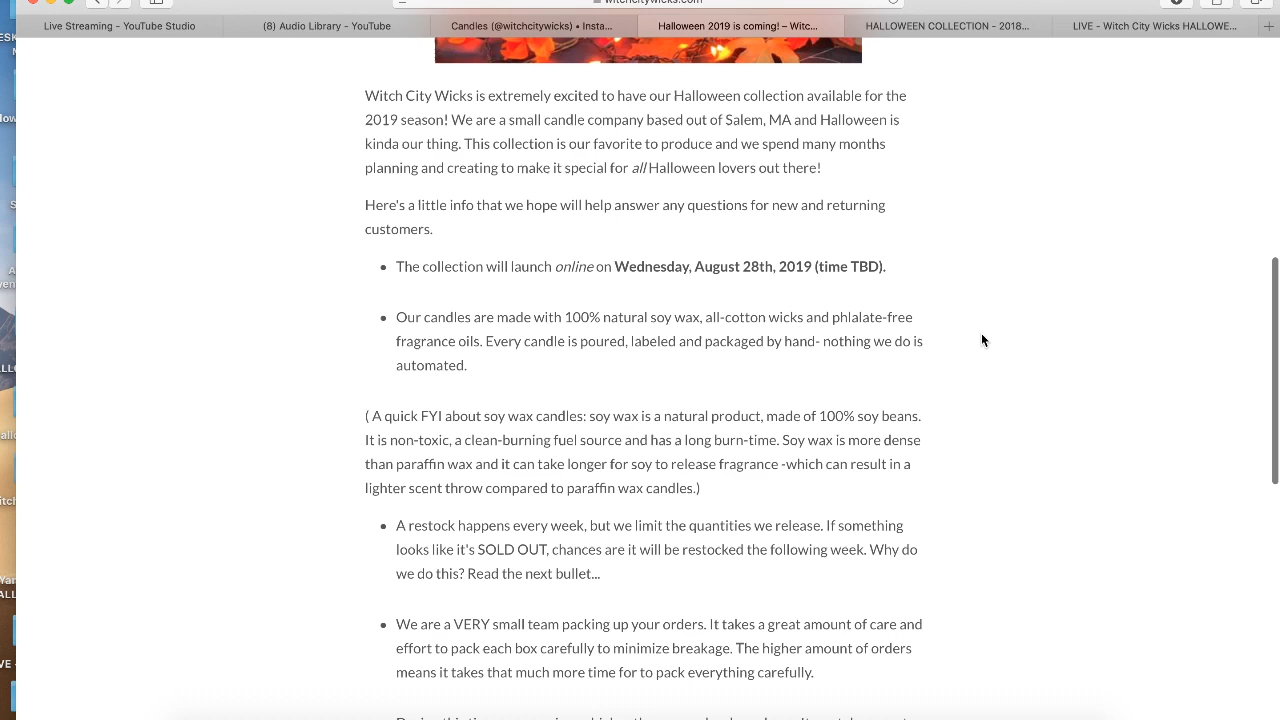 witchcitywicks.com
Live Streaming - YouTube Studio
(8) Audio Library - YouTube
Candles (@witchcitywicks) • Insta...
Halloween 2019 is coming! – Witc...
HALLOWEEN COLLECTION - 2018...
LIVE - Witch City Wicks HALLOWE...
Witch City Wicks is extremely excited to have our Halloween collection available for the
2019 season! We are a small candle company based out of Salem, MA and Halloween is
kinda our thing. This collection is our favorite to produce and we spend many months
planning and creating to make it special for all Halloween lovers out there!
Here's a little info that we hope will help answer any questions for new and returning
customers.
• The collection will launch online on Wednesday, August 28th, 2019 (time TBD).
• Our candles are made with 100% natural soy wax, all-cotton wicks and phlalate-free
fragrance oils. Every candle is poured, labeled and packaged by hand- nothing we do is
automated.
( A quick FYI about soy wax candles: soy wax is a natural product, made of 100% soy beans.
It is non-toxic, a clean-burning fuel source and has a long burn-time. Soy wax is more dense
than paraffin wax and it can take longer for soy to release fragrance -which can result in a
lighter scent throw compared to paraffin wax candles.)
• A restock happens every week, but we limit the quantities we release. If something
looks like it's SOLD OUT, chances are it will be restocked the following week. Why do
we do this? Read the next bullet...
• We are a VERY small team packing up your orders. It takes a great amount of care and
effort to pack each box carefully to minimize breakage. The higher amount of orders
means it takes that much more time for to pack everything carefully.